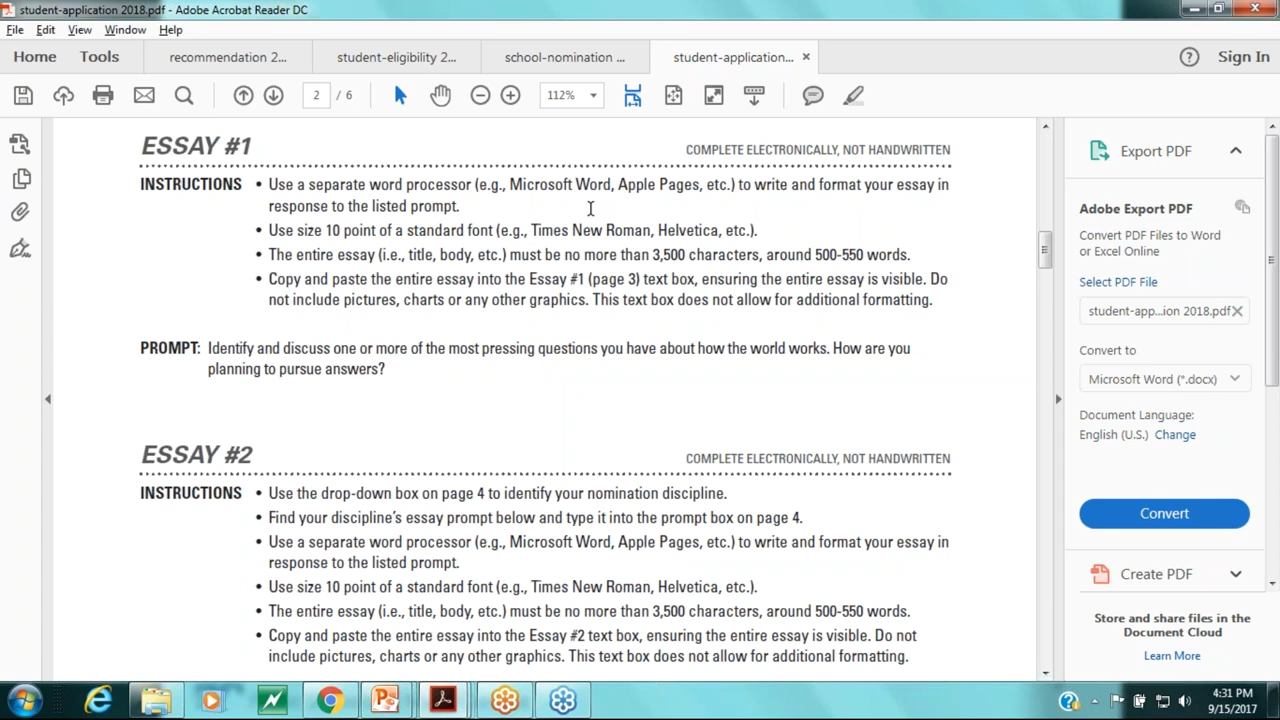 student-application 2018.pdf - Adobe Acrobat Reader DC
File Edit View Window Help
Home Tools recommendation 2... student-eligibility 2... school-nomination ... student-application... × Sign In
2 / 6 112%
ESSAY #1 COMPLETE ELECTRONICALLY, NOT HANDWRITTEN
INSTRUCTIONS • Use a separate word processor (e.g., Microsoft Word, Apple Pages, etc.) to write and format your essay in
response to the listed prompt.
• Use size 10 point of a standard font (e.g., Times New Roman, Helvetica, etc.).
• The entire essay (i.e., title, body, etc.) must be no more than 3,500 characters, around 500-550 words.
• Copy and paste the entire essay into the Essay #1 (page 3) text box, ensuring the entire essay is visible. Do
not include pictures, charts or any other graphics. This text box does not allow for additional formatting.
PROMPT: Identify and discuss one or more of the most pressing questions you have about how the world works. How are you
planning to pursue answers?
ESSAY #2 COMPLETE ELECTRONICALLY, NOT HANDWRITTEN
INSTRUCTIONS • Use the drop-down box on page 4 to identify your nomination discipline.
• Find your discipline's essay prompt below and type it into the prompt box on page 4.
• Use a separate word processor (e.g., Microsoft Word, Apple Pages, etc.) to write and format your essay in
response to the listed prompt.
• Use size 10 point of a standard font (e.g., Times New Roman, Helvetica, etc.).
• The entire essay (i.e., title, body, etc.) must be no more than 3,500 characters, around 500-550 words.
• Copy and paste the entire essay into the Essay #2 text box, ensuring the entire essay is visible. Do not
include pictures, charts or any other graphics. This text box does not allow for additional formatting.
Export PDF
Adobe Export PDF
Convert PDF Files to Word
or Excel Online
Select PDF File
student-app...ion 2018.pdf
Convert to
Microsoft Word (*.docx)
Document Language:
English (U.S.) Change
Convert
Create PDF
Store and share files in the
Document Cloud
Learn More
4:31 PM
9/15/2017